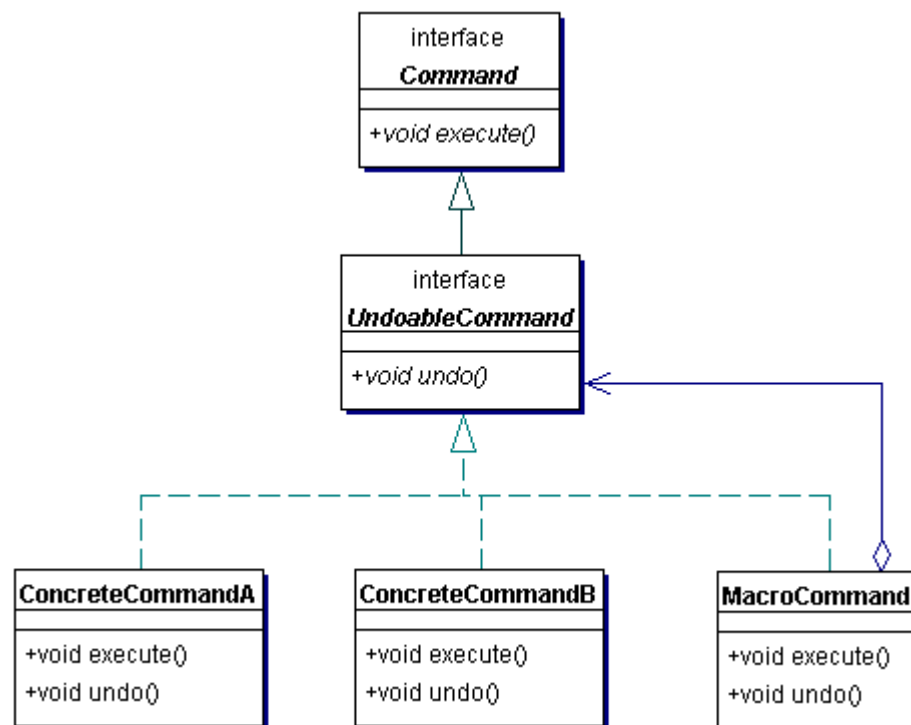 interface
Command
+void execute()
interface
UndoableCommand
+void undo()
ConcreteCommandA
+void execute()
+void undo()
ConcreteCommandB
+void execute()
+void undo()
MacroCommand
+void execute()
+void undo()